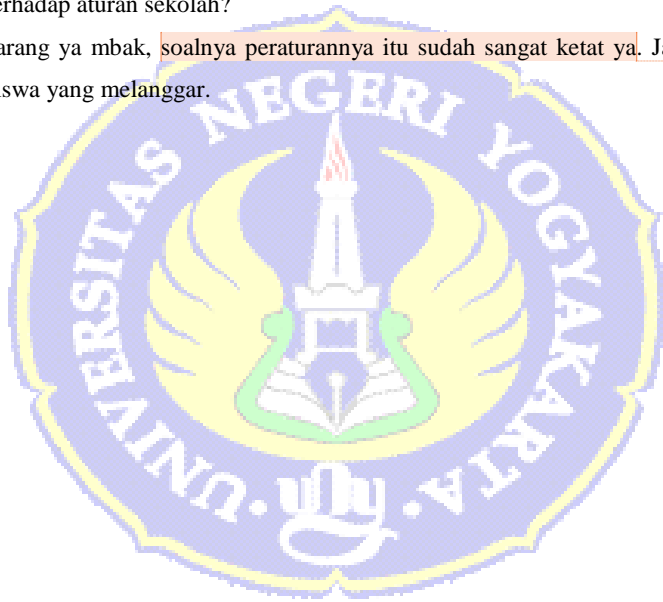 erhadap aturan sekolah?
arang ya mbak, soalnya peraturannya itu sudah sangat ketat ya. Ja
iswa yang melanggar.
UNIVERSITAS NEGERI YOGYAKARTA
uny